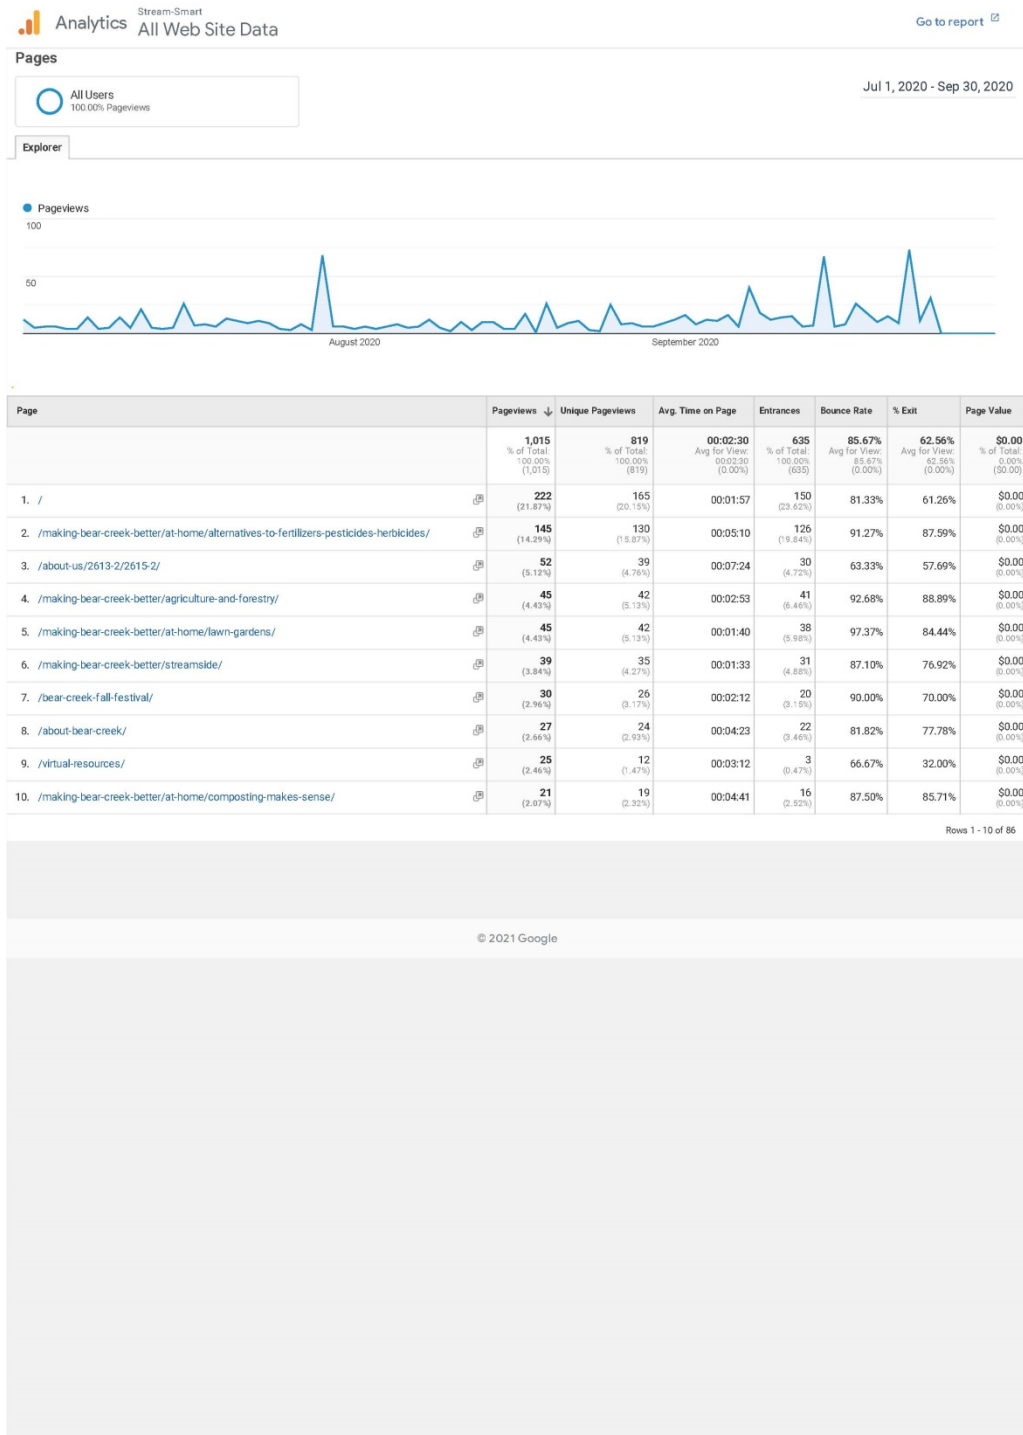 Analytics
Stream-Smart
All Web Site Data
Go to report
Pages
All Users
100.00% Pageviews
Jul 1, 2020 - Sep 30, 2020
Explorer
Pageviews
100
50
August 2020 September 2020
Page Pageviews Unique Pageviews Avg. Time on Page Entrances Bounce Rate % Exit Page Value
1,015 819 00:02:30 635 85.67% 62.56% $0.00
% of Total: % of Total: Avg for View: % of Total: Avg for View: Avg for View: % of Total:
100.00% 100.00% 00:02:30 100.00% 85.67% 62.56% 0.00%
(1,015) (819) (0.00%) (635) (0.00%) (0.00%) ($0.00)
1. / 222 165 00:01:57 150 81.33% 61.26% $0.00
(21.87%) (20.15%) (23.62%) (0.00%)
2. /making-bear-creek-better/at-home/alternatives-to-fertilizers-pesticides-herbicides/ 145 130 00:05:10 126 91.27% 87.59% $0.00
(14.29%) (15.87%) (19.84%) (0.00%)
3. /about-us/2613-2/2615-2/ 52 39 00:07:24 30 63.33% 57.69% $0.00
(5.12%) (4.76%) (4.72%) (0.00%)
4. /making-bear-creek-better/agriculture-and-forestry/ 45 42 00:02:53 41 92.68% 88.89% $0.00
(4.43%) (5.13%) (6.46%) (0.00%)
5. /making-bear-creek-better/at-home/lawn-gardens/ 45 42 00:01:40 38 97.37% 84.44% $0.00
(4.43%) (5.13%) (5.98%) (0.00%)
6. /making-bear-creek-better/streamside/ 39 35 00:01:33 31 87.10% 76.92% $0.00
(3.84%) (4.27%) (4.88%) (0.00%)
7. /bear-creek-fall-festival/ 30 26 00:02:12 20 90.00% 70.00% $0.00
(2.96%) (3.17%) (3.15%) (0.00%)
8. /about-bear-creek/ 27 24 00:04:23 22 81.82% 77.78% $0.00
(2.66%) (2.93%) (3.46%) (0.00%)
9. /virtual-resources/ 25 12 00:03:12 3 66.67% 32.00% $0.00
(2.46%) (1.47%) (0.47%) (0.00%)
10. /making-bear-creek-better/at-home/composting-makes-sense/ 21 19 00:04:41 16 87.50% 85.71% $0.00
(2.07%) (2.32%) (2.52%) (0.00%)
Rows 1 - 10 of 86
© 2021 Google